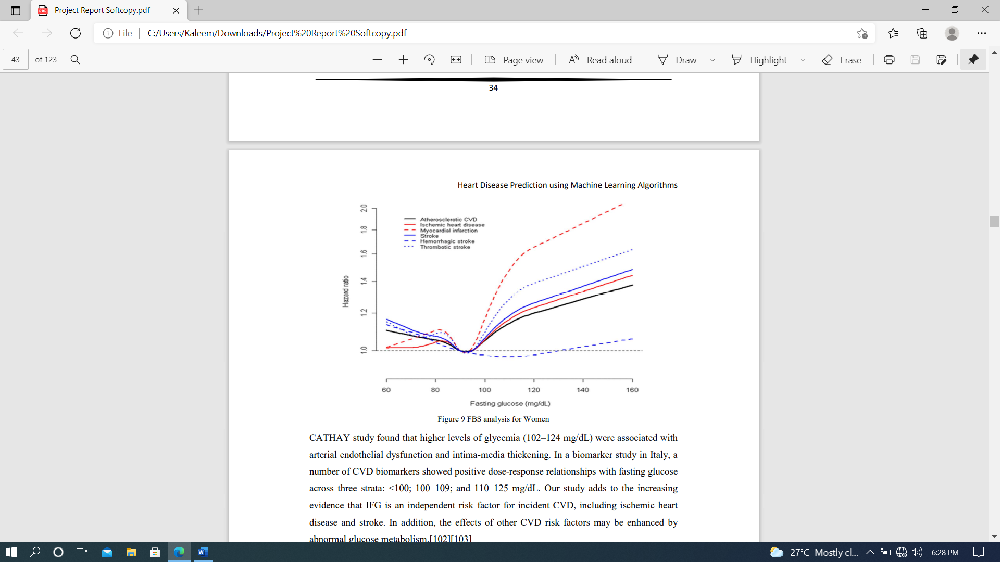 Project Report Softcopy.pdf
File
C:/Users/Kaleem/Downloads/Project%20Report%20Softcopy.pdf
43 of 123
Page view
Read aloud
Draw
Highlight
Erase
34
Heart Disease Prediction using Machine Learning Algorithms
Atherosclerotic CVD
Ischemic heart disease
Myocardial infarction
Stroke
Hemorrhagic stroke
Thrombotic stroke
2.0
1.8
1.6
1.4
1.2
1.0
Hazard ratio
60 80 100 120 140 160
Fasting glucose (mg/dL)
Figure 9 FBS analysis for Women
CATHAY study found that higher levels of glycemia (102–124 mg/dL) were associated with
arterial endothelial dysfunction and intima-media thickening. In a biomarker study in Italy, a
number of CVD biomarkers showed positive dose-response relationships with fasting glucose
across three strata: <100; 100–109; and 110–125 mg/dL. Our study adds to the increasing
evidence that IFG is an independent risk factor for incident CVD, including ischemic heart
disease and stroke. In addition, the effects of other CVD risk factors may be enhanced by
abnormal glucose metabolism.[102][103]
27°C Mostly cl... 6:28 PM